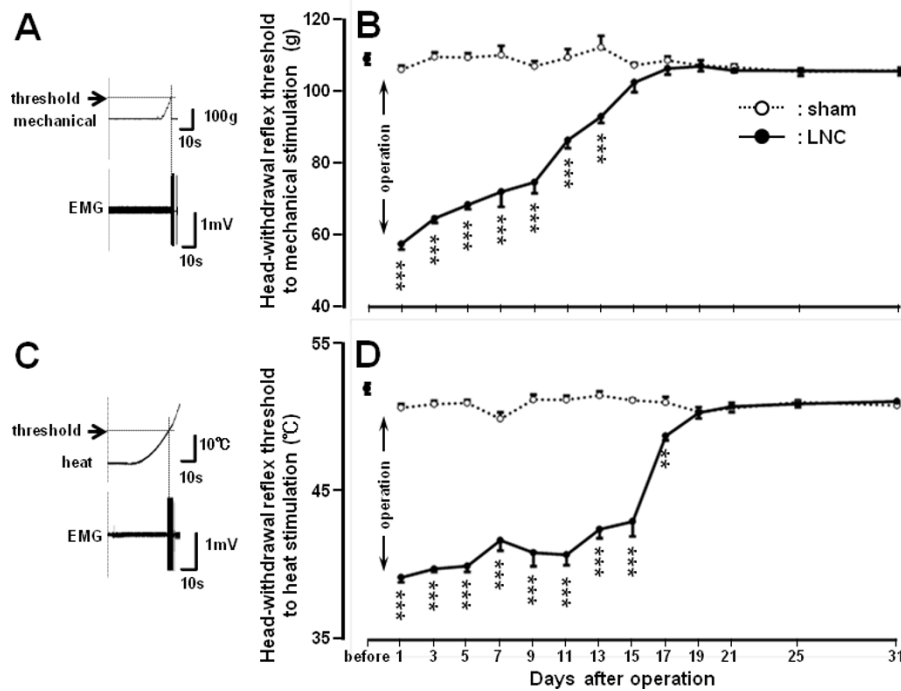 A
threshold
mechanical
100g
10s
EMG
1mV
10s
B
Head-withdrawal reflex threshold
to mechanical stimulation (g)
120
100
80
60
40
operation
: sham
: LNC
***
***
***
***
***
***
***
C
threshold
heat
10℃
10s
EMG
1mV
10s
D
Head-withdrawal reflex threshold
to heat stimulation (℃)
55
45
35
operation
***
***
***
***
***
***
***
***
**
before 1 3 5 7 9 11 13 15 17 19 21 25 31
Days after operation